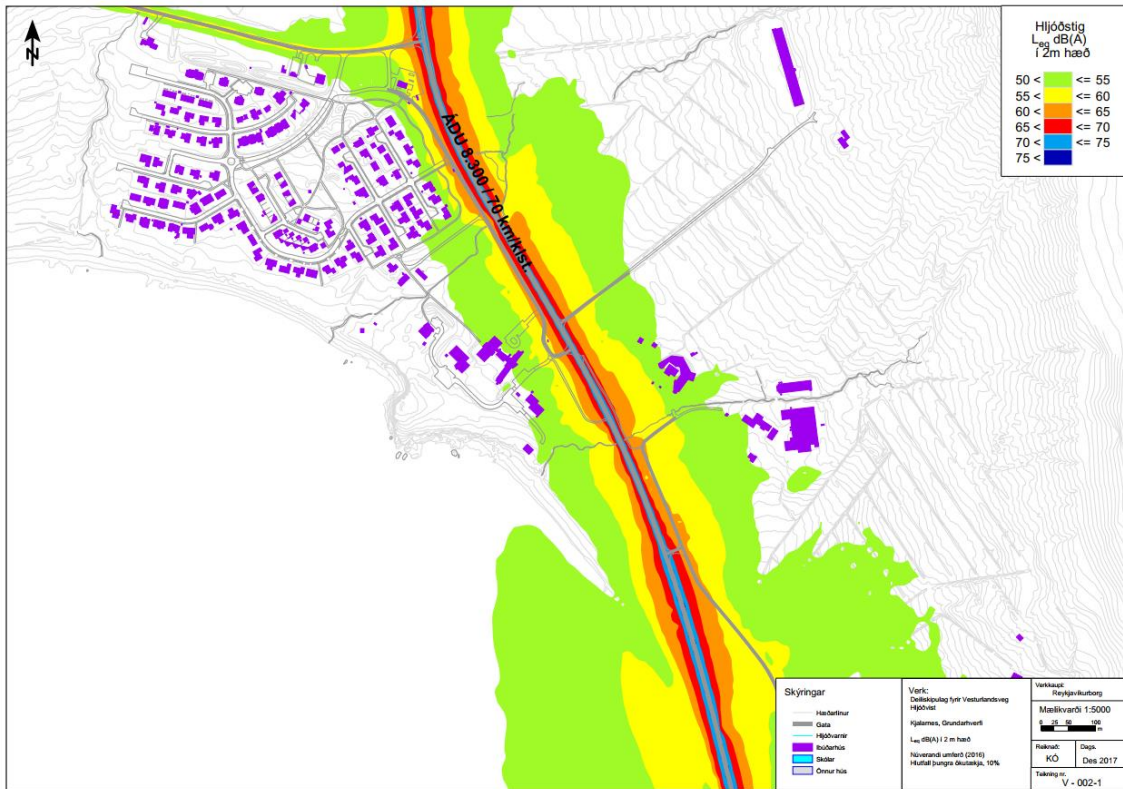 N
Hljóðstig
Leq dB(A)
í 2m hæð
50 < <= 55
55 < <= 60
60 < <= 65
65 < <= 70
70 < <= 75
75 <
ÁDU 8.300 / 70 km/klst.
Skýringar
Hæðarlínur
Gata
Hljóðvarnir
Íbúðarhús
Skólar
Önnur hús
Verk:
Deiliskipulag fyrir Vesturlandsveg
Hljóðvist
Kjalarnes, Grundarhverfi
Leq dB(A) í 2 m hæð
Núverandi umferð (2016)
Hlutfall þungra ökutækja, 10%
Verkkaupi:
Reykjavíkurborg
Mælikvarði 1:5000
0 25 50 100
m
Reiknað: Dags.
KÓ Des 2017
Teikning nr.
V - 002-1